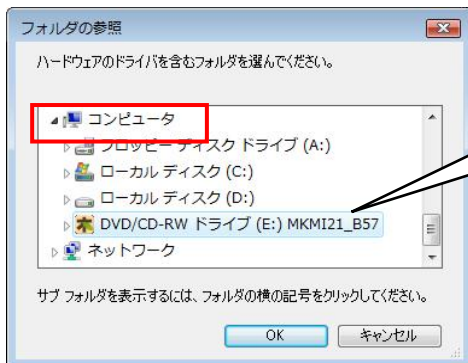 フォルダの参照
ハードウェアのドライバを含むフォルダを選んでください。
コンピュータ
フロッピー ディスク ドライブ (A:)
ローカル ディスク (C:)
ローカル ディスク (D:)
DVD/CD-RW ドライブ (E:) MKMI21_B57
ネットワーク
サブ フォルダを表示するには、フォルダの横の記号をクリックしてください。
OK キャンセル